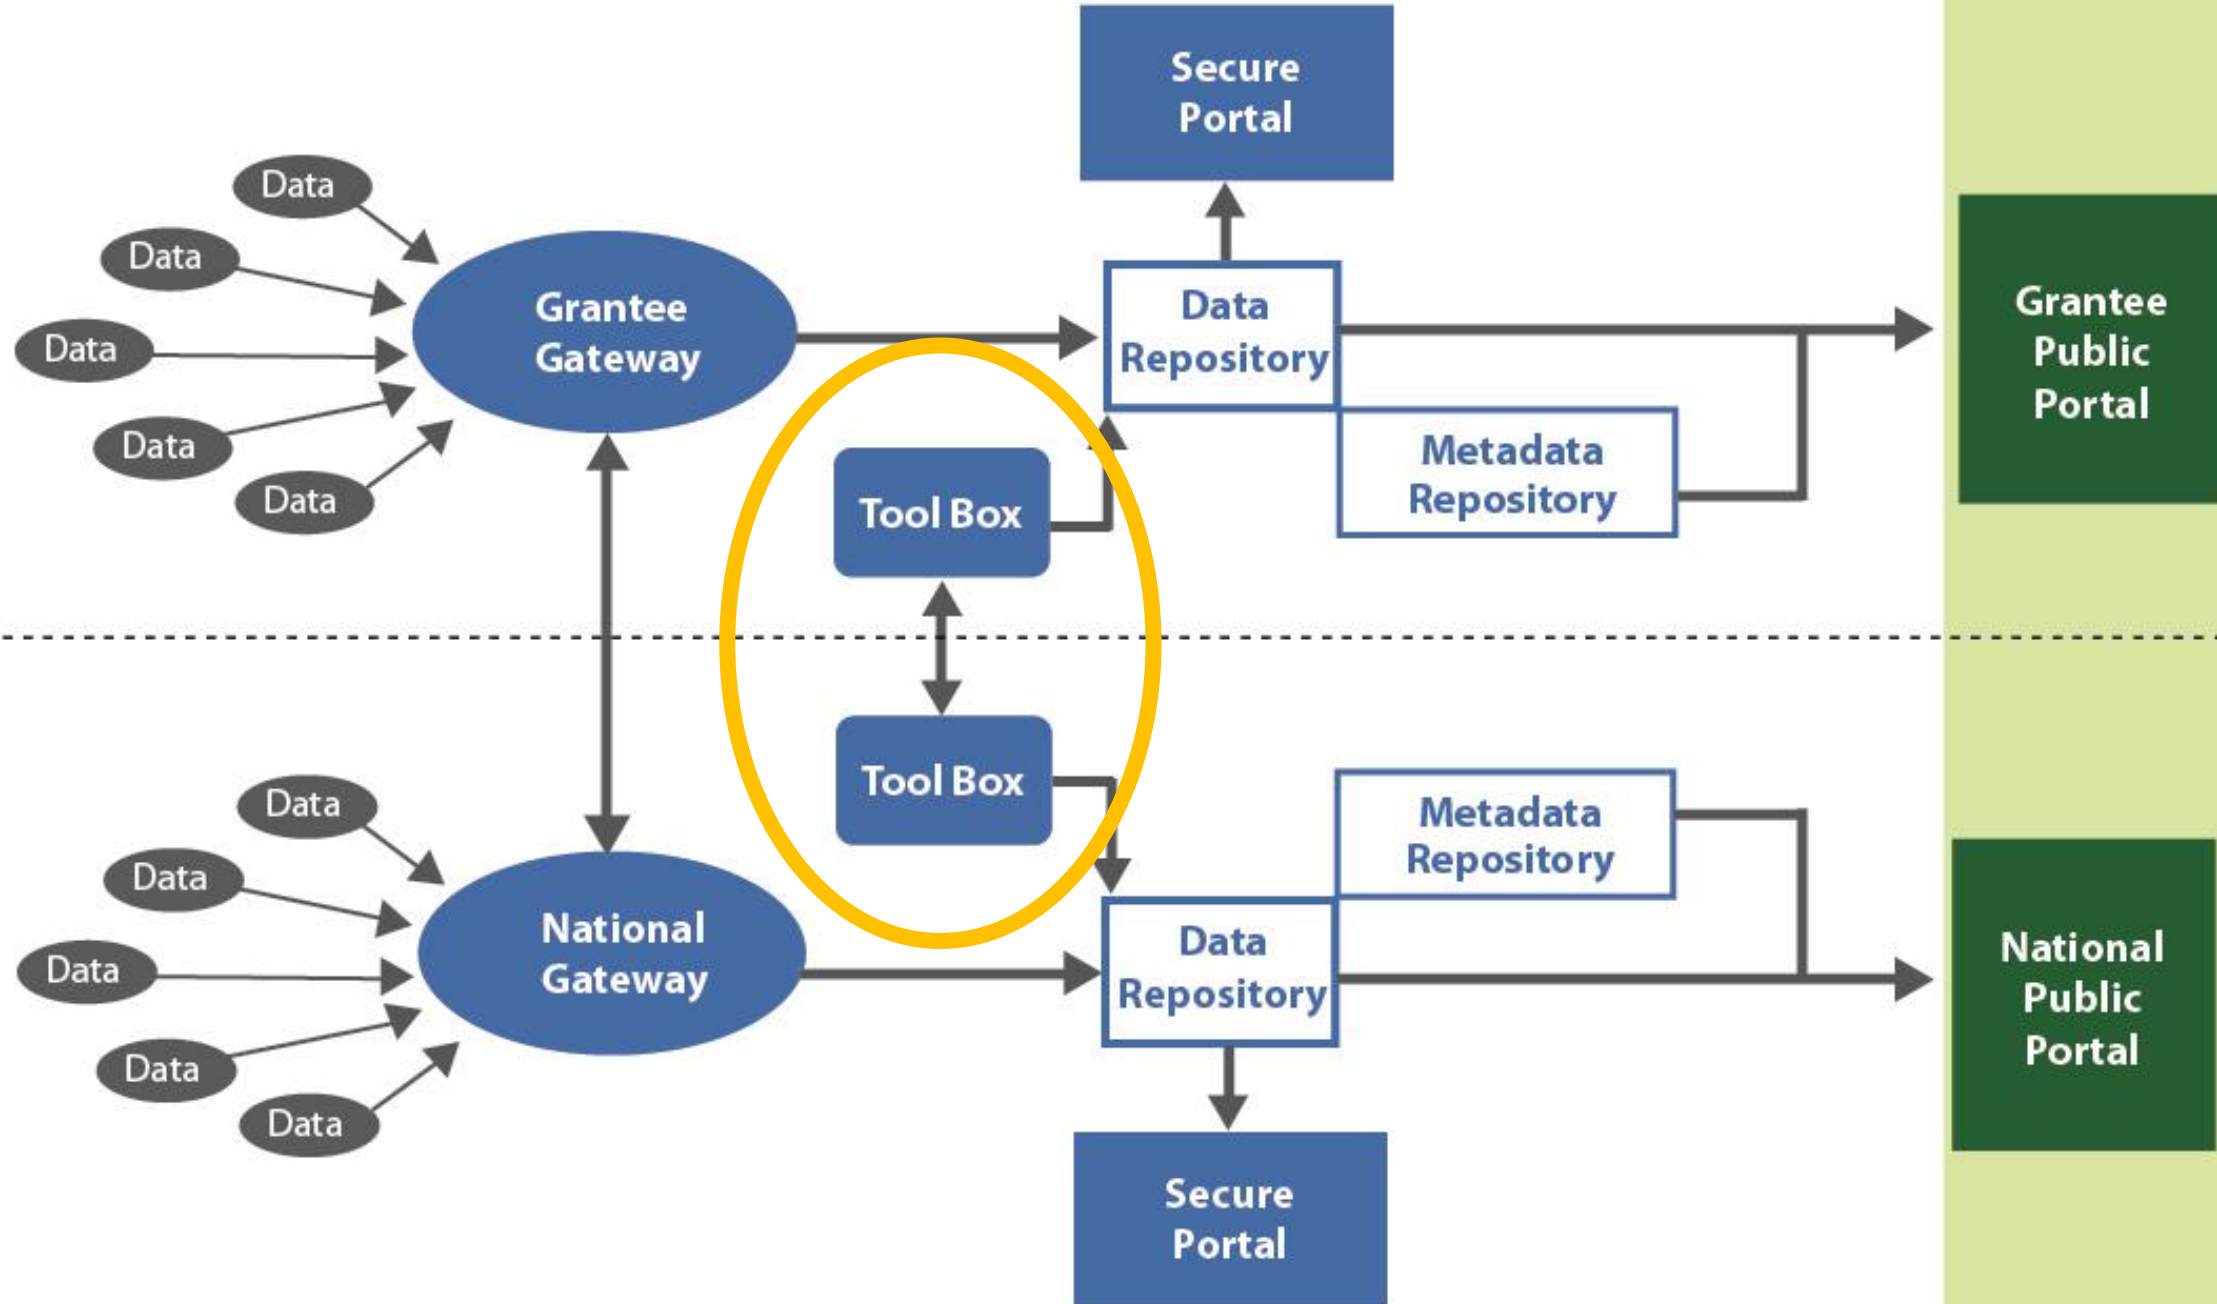 Secure
Portal
Data
Data
Data
Data
Data
Grantee
Gateway
Data
Repository
Metadata
Repository
Grantee
Public
Portal
Tool Box
Tool Box
Data
Data
Data
Data
Data
National
Gateway
Metadata
Repository
Data
Repository
National
Public
Portal
Secure
Portal